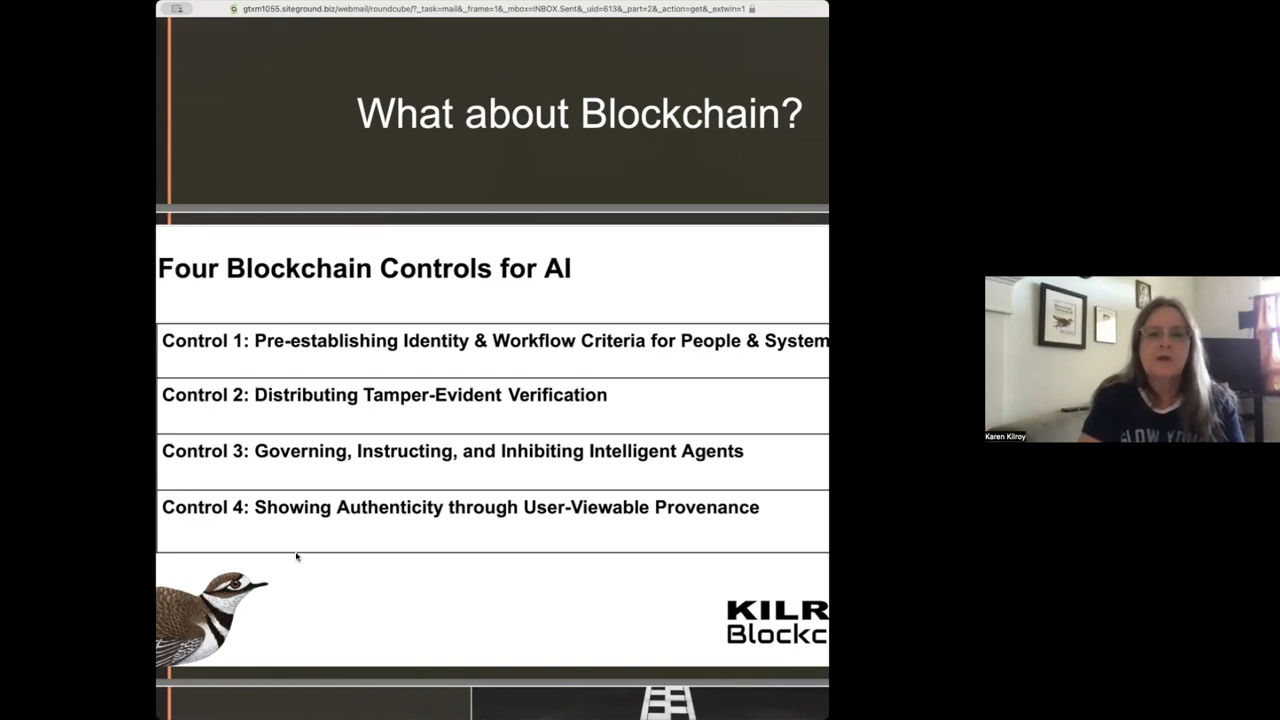 gtxm1055.siteground.biz/webmail/roundcube/?_task=mail&_frame=1&_mbox=INBOX.Sent&_uid=613&_part=2&_action=get&_extwin=1
What about Blockchain?
Four Blockchain Controls for AI
Control 1: Pre-establishing Identity & Workflow Criteria for People & System
Control 2: Distributing Tamper-Evident Verification
Control 3: Governing, Instructing, and Inhibiting Intelligent Agents
Control 4: Showing Authenticity through User-Viewable Provenance
KILR
Blockc
Karen Kilroy